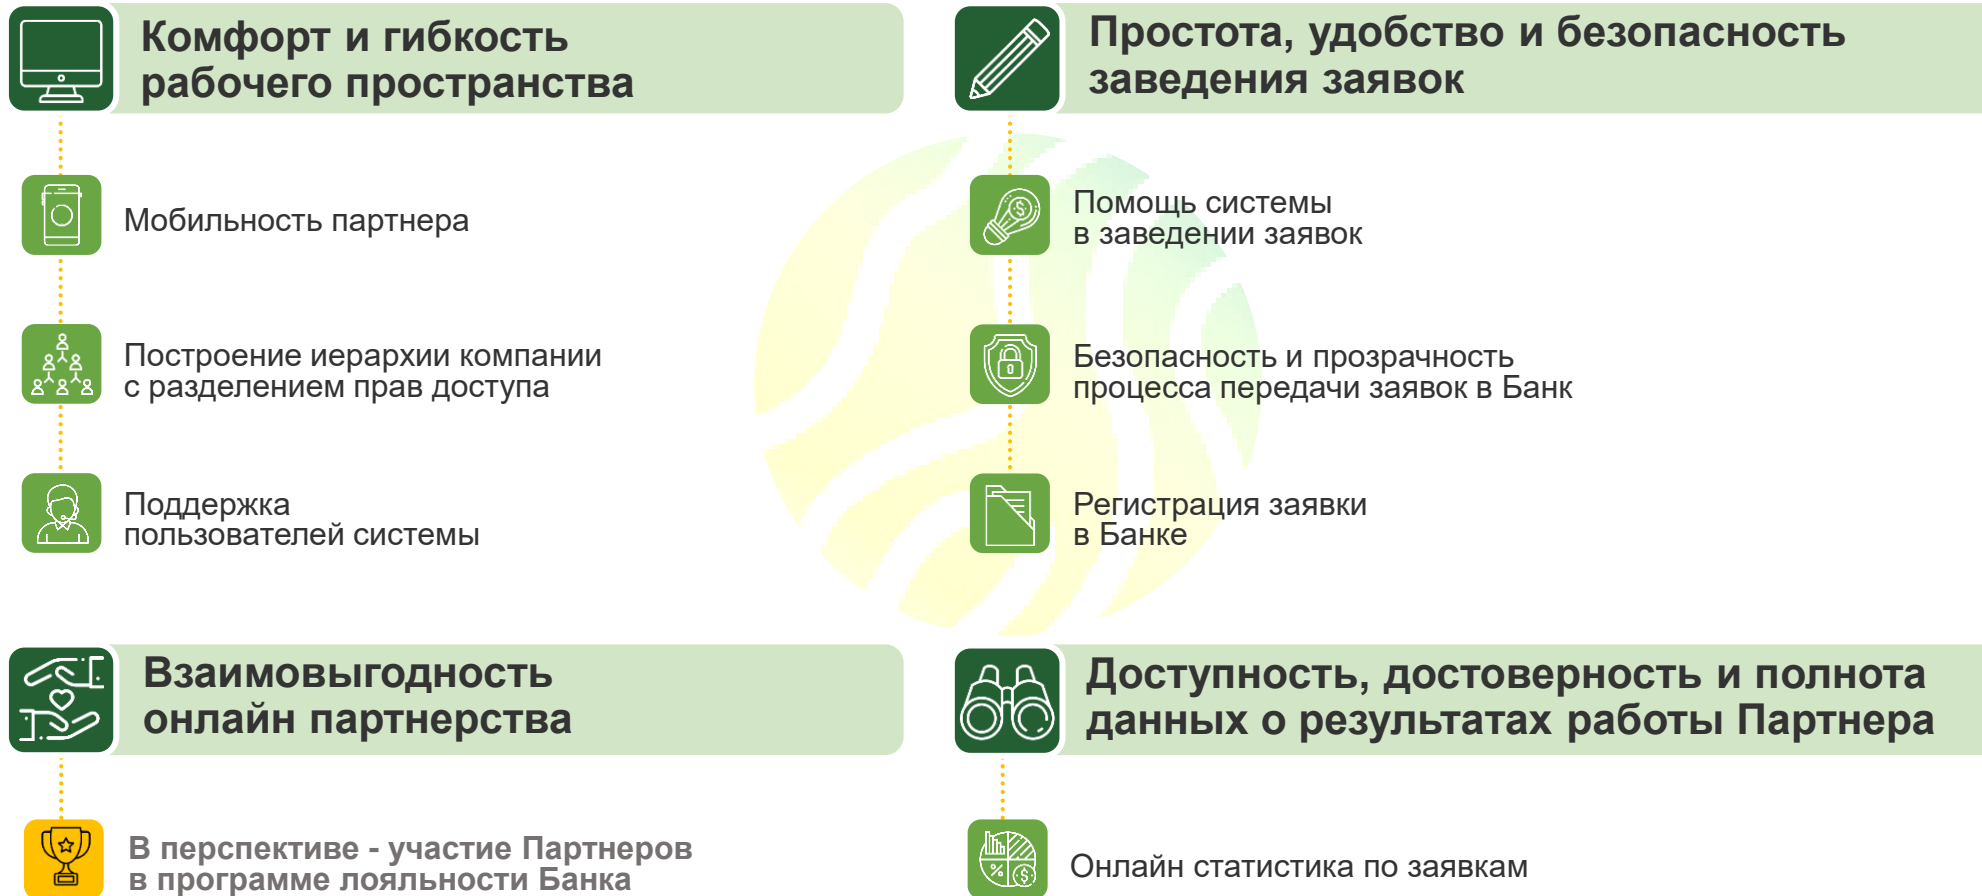 Комфорт и гибкость
рабочего пространства
Мобильность партнера
Построение иерархии компании
с разделением прав доступа
Поддержка
пользователей системы
Простота, удобство и безопасность
заведения заявок
Помощь системы
в заведении заявок
Безопасность и прозрачность
процесса передачи заявок в Банк
Регистрация заявки
в Банке
Взаимовыгодность
онлайн партнерства
В перспективе - участие Партнеров
в программе лояльности Банка
Доступность, достоверность и полнота
данных о результатах работы Партнера
Онлайн статистика по заявкам